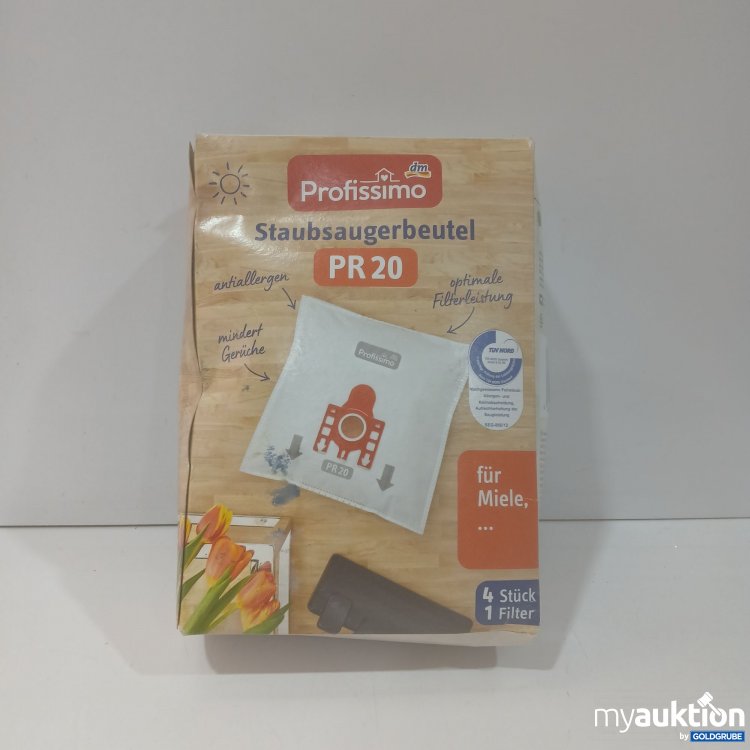 dm
Profissimo
Staubsaugerbeutel
PR 20
antiallergen
optimale
Filterleistung
mindert
Gerüche
Profissimo
TÜV NORD
PR 20
für
Miele,
...
4 Stück
1 Filter
myauktion
by GOLDGRUBE